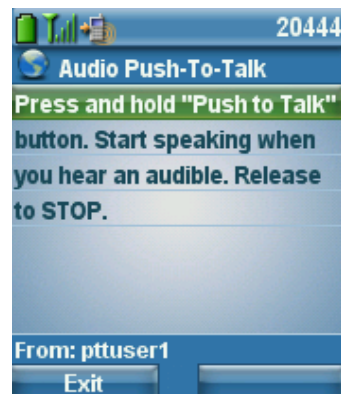 20444
Audio Push-To-Talk
Press and hold "Push to Talk"
button. Start speaking when
you hear an audible. Release
to STOP.
From: pttuser1
Exit